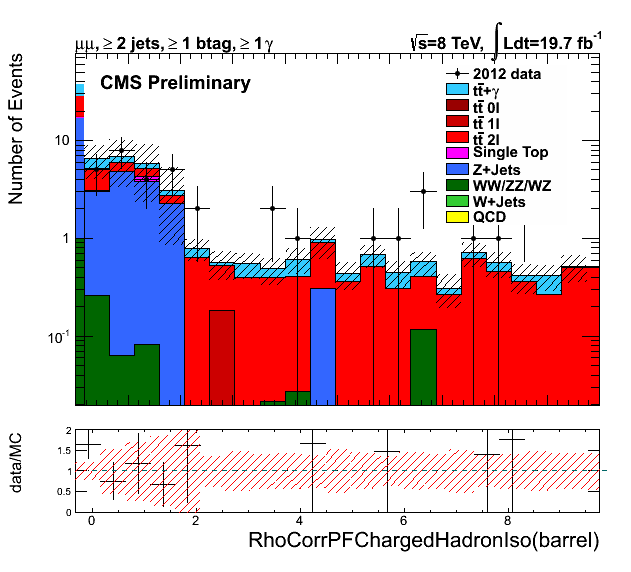 μμ, ≥ 2 jets, ≥ 1 btag, ≥ 1 γ
√s=8 TeV, ∫ Ldt=19.7 fb⁻¹
CMS Preliminary
2012 data
tt̄+γ
tt̄ 0l
tt̄ 1l
tt̄ 2l
Single Top
Z+Jets
WW/ZZ/WZ
W+Jets
QCD
Number of Events
10
1
10⁻¹
data/MC
2
1.5
1
0.5
0
0 2 4 6 8
RhoCorrPFChargedHadronIso(barrel)